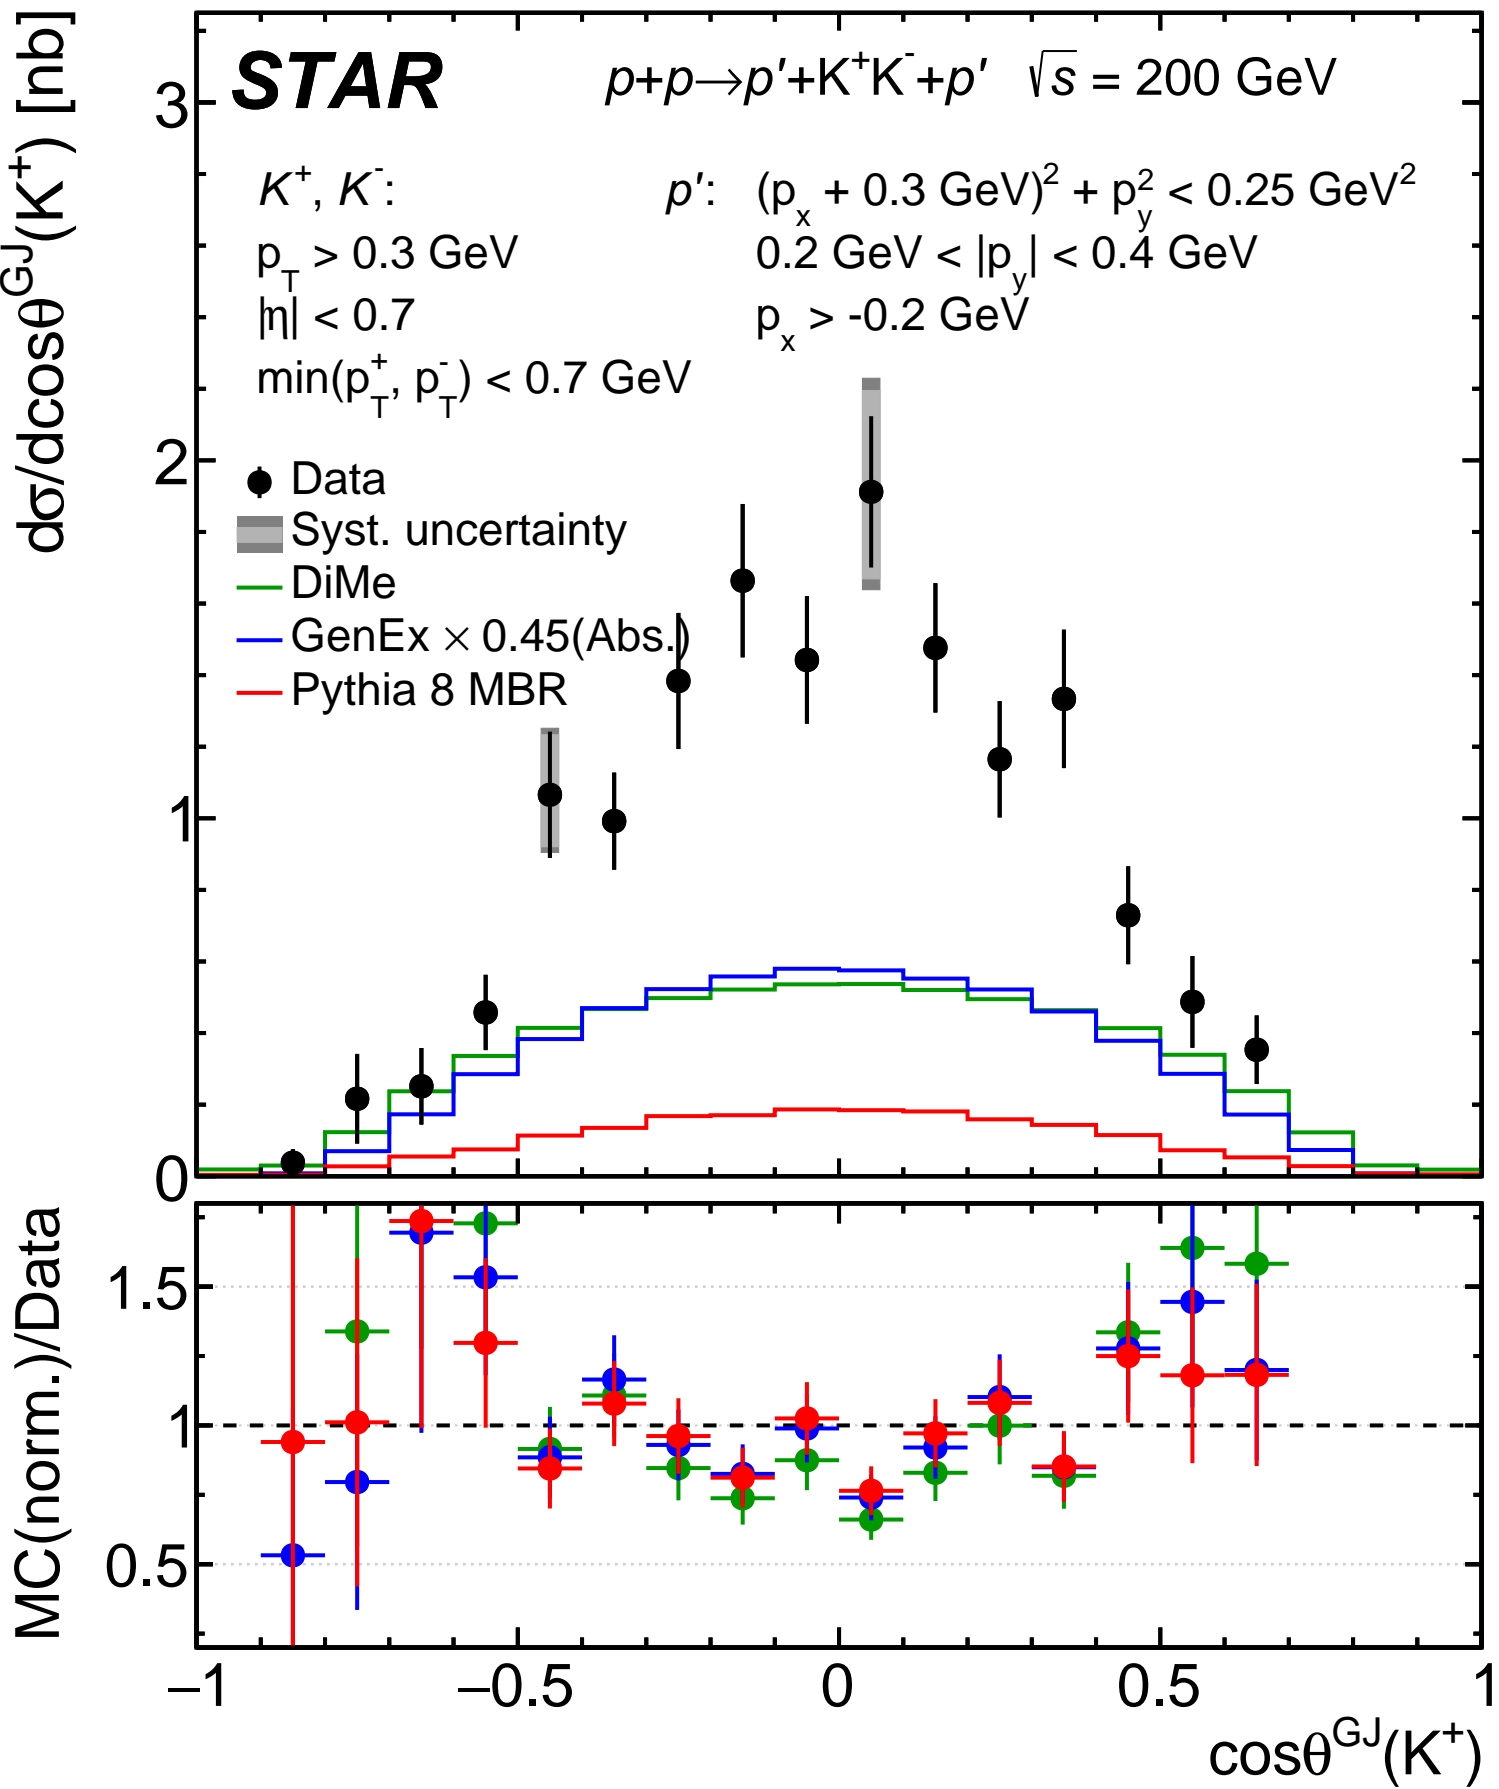 STAR p+p→p′+K⁺K⁻+p′ √s = 200 GeV
K⁺, K⁻: p′: (pₓ + 0.3 GeV)² + p_y² < 0.25 GeV²
p_T > 0.3 GeV 0.2 GeV < |p_y| < 0.4 GeV
|η| < 0.7 pₓ > -0.2 GeV
min(p_T⁺, p_T⁻) < 0.7 GeV
Data
Syst. uncertainty
DiMe
GenEx × 0.45(Abs.)
Pythia 8 MBR
dσ/dcosθ^GJ(K⁺) [nb]
3
2
1
0
MC(norm.)/Data
1.5
1
0.5
−1 −0.5 0 0.5 1
cosθ^GJ(K⁺)